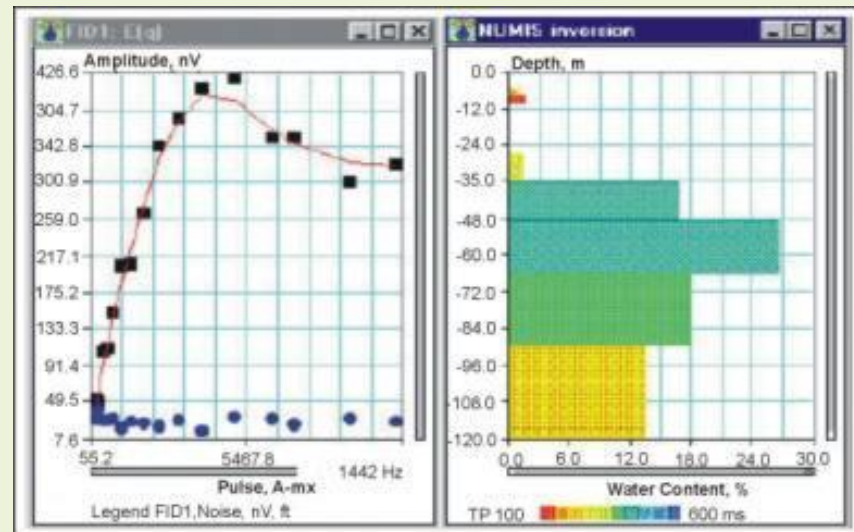 FID1: E(q)
Amplitude, nV
426.6
304.7
342.8
300.9
259.0
217.1
175.2
133.3
91.4
49.5
7.6
55.2
5467.8
1442 Hz
Pulse, A-mx
Legend FID1,Noise, nV, ft
NUMIS inversion
Depth, m
0.0
-12.0
-24.0
-35.0
-48.0
-60.0
-72.0
-84.0
-96.0
-108.0
-120.0
0.0 6.0 12.0 18.0 24.0 30.0
Water Content, %
TP 100 600 ms